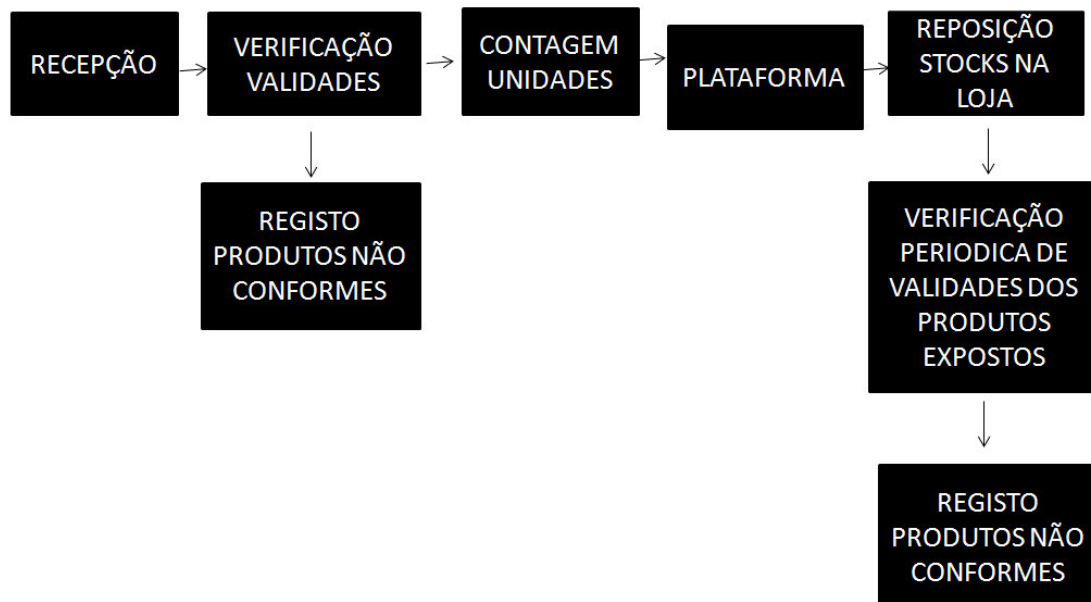 RECEPÇÃO
VERIFICAÇÃO
VALIDADES
CONTAGEM
UNIDADES
PLATAFORMA
REPOSIÇÃO
STOCKS NA
LOJA
REGISTO
PRODUTOS NÃO
CONFORMES
VERIFICAÇÃO
PERIODICA DE
VALIDADES DOS
PRODUTOS
EXPOSTOS
REGISTO
PRODUTOS NÃO
CONFORMES